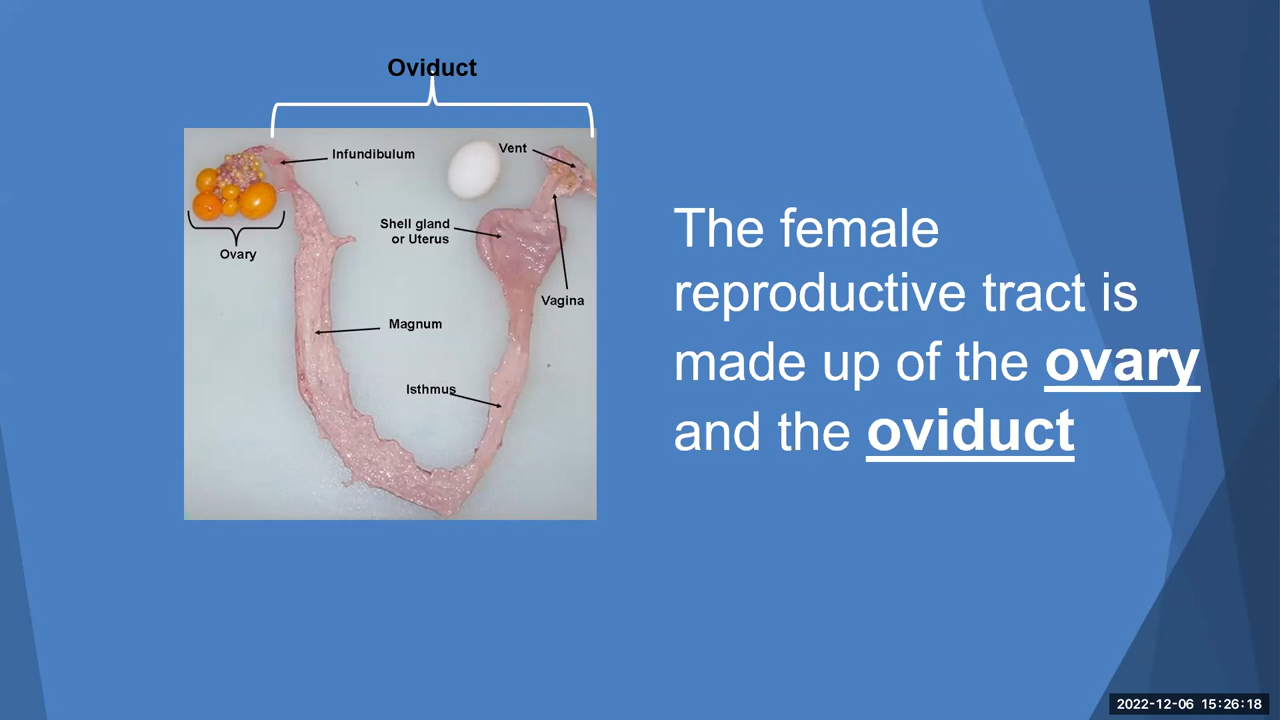 Oviduct
Infundibulum
Vent
Shell gland
or Uterus
Ovary
Vagina
Magnum
Isthmus
The female
reproductive tract is
made up of the ovary
and the oviduct
2022-12-06 15:26:18